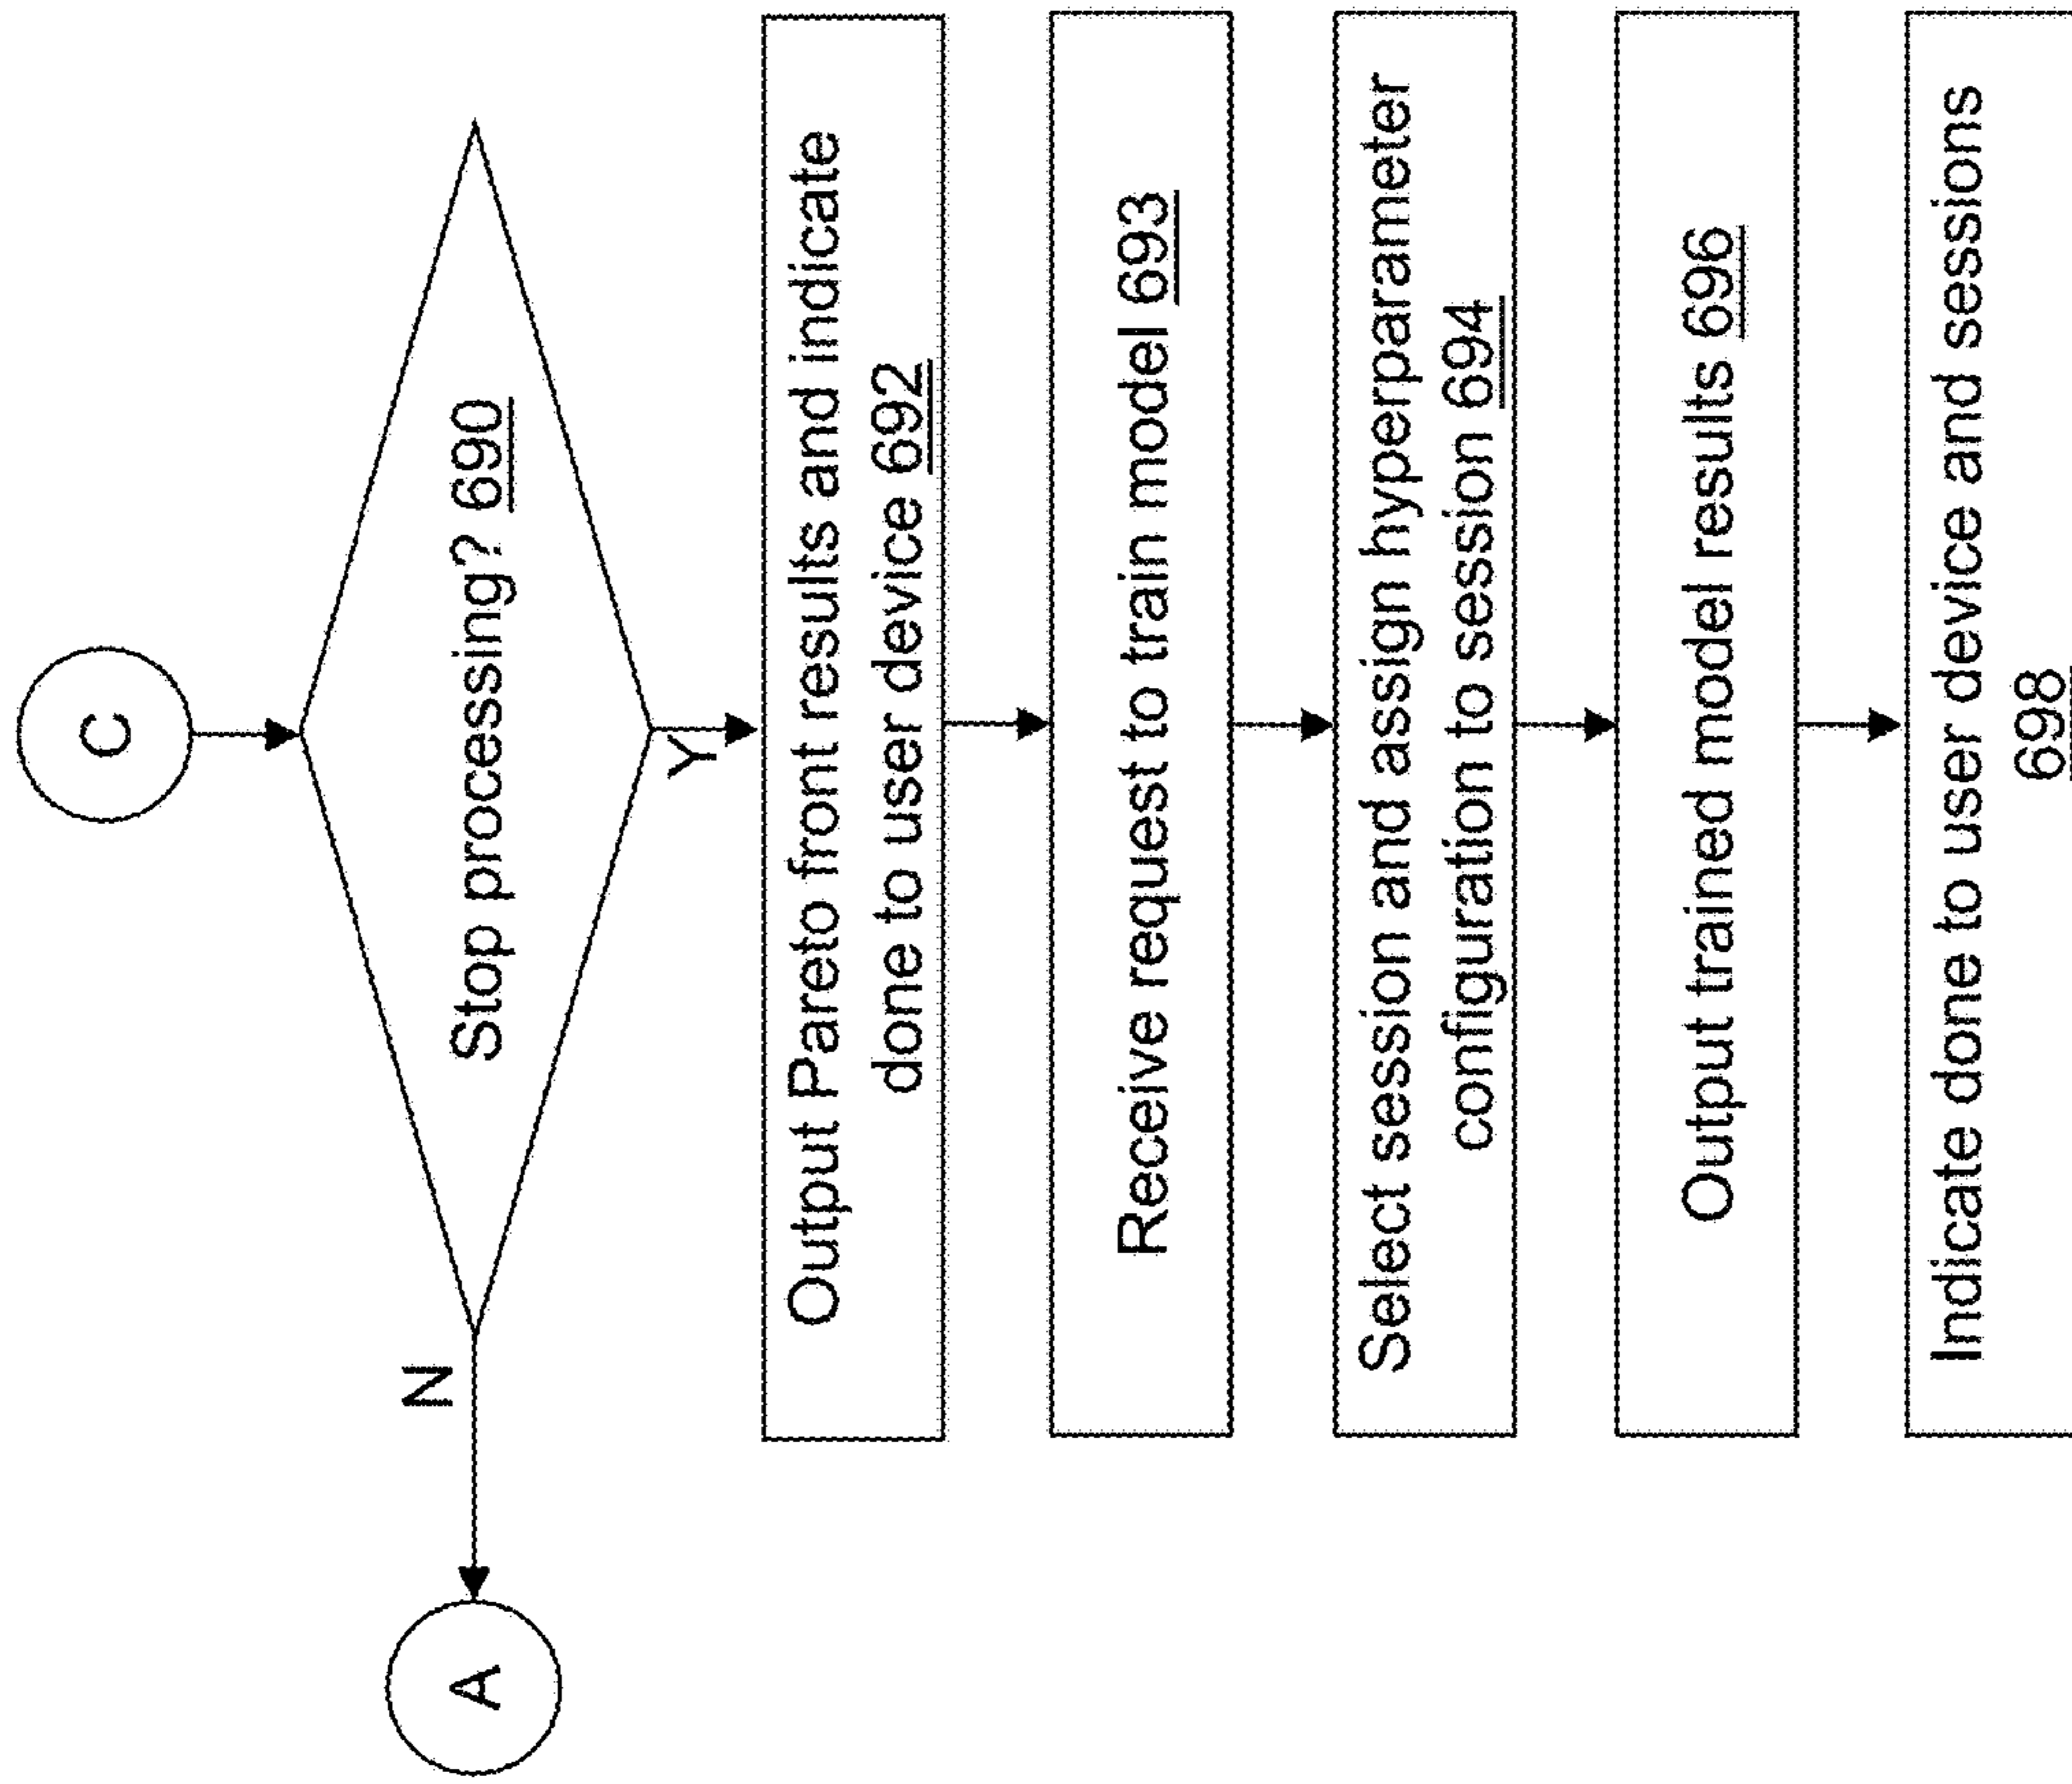 C
Stop processing? 690
N
A
Y
Output Pareto front results and indicate
done to user device 692
Receive request to train model 693
Select session and assign hyperparameter
configuration to session 694
Output trained model results 696
Indicate done to user device and sessions
698